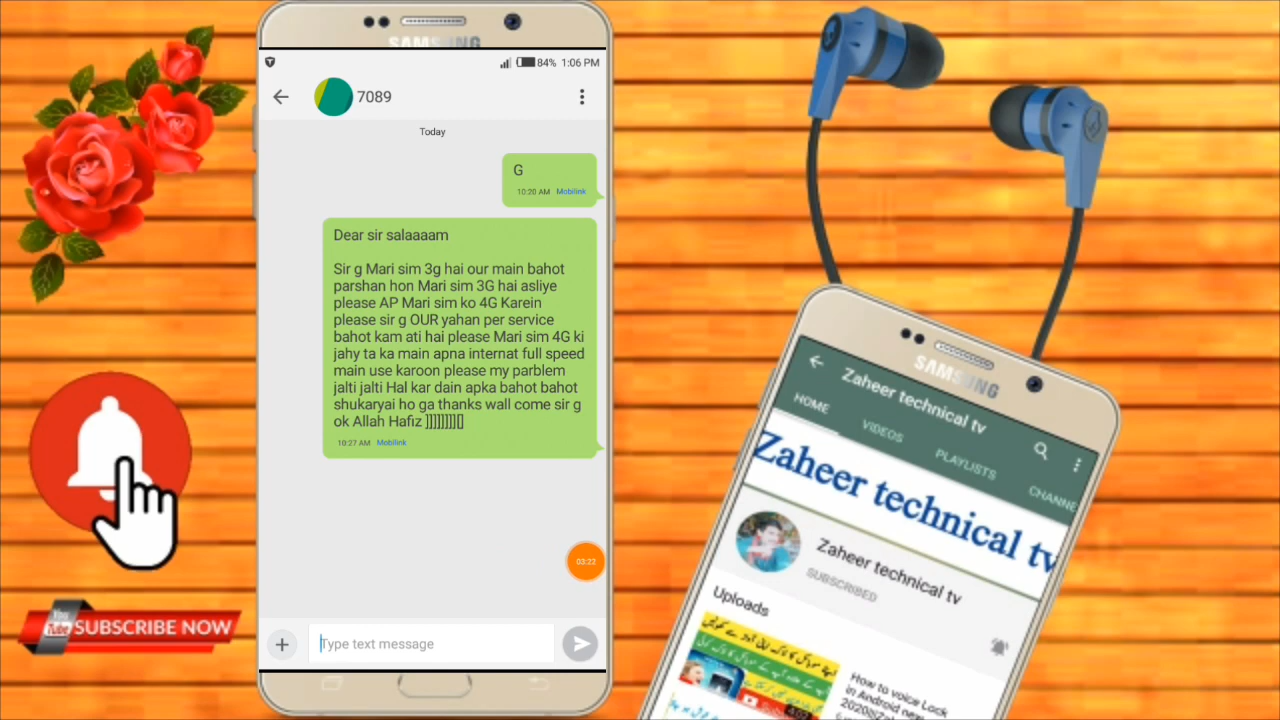 SAMSUNG
84% 1:06 PM
7089
Today
G
10:20 AM Mobilink
Dear sir salaaaam
Sir g Mari sim 3g hai our main bahot
parshan hon Mari sim 3G hai asliye
please AP Mari sim ko 4G Karein
please sir g OUR yahan per service
bahot kam ati hai please Mari sim 4G ki
jahy ta ka main apna internat full speed
main use karoon please my parblem
jalti jalti Hal kar dain apka bahot bahot
shukaryai ho ga thanks wall come sir g
ok Allah Hafiz ]]]]]]]]][]
10:27 AM Mobilink
03:22
Type text message
You Tube SUBSCRIBE NOW
SAMSUNG
Zaheer technical tv
HOME VIDEOS PLAYLISTS CHANNE
Zaheer technical tv
Zaheer technical tv
SUBSCRIBED
Uploads
How to voice Lock
in Android new
4:02